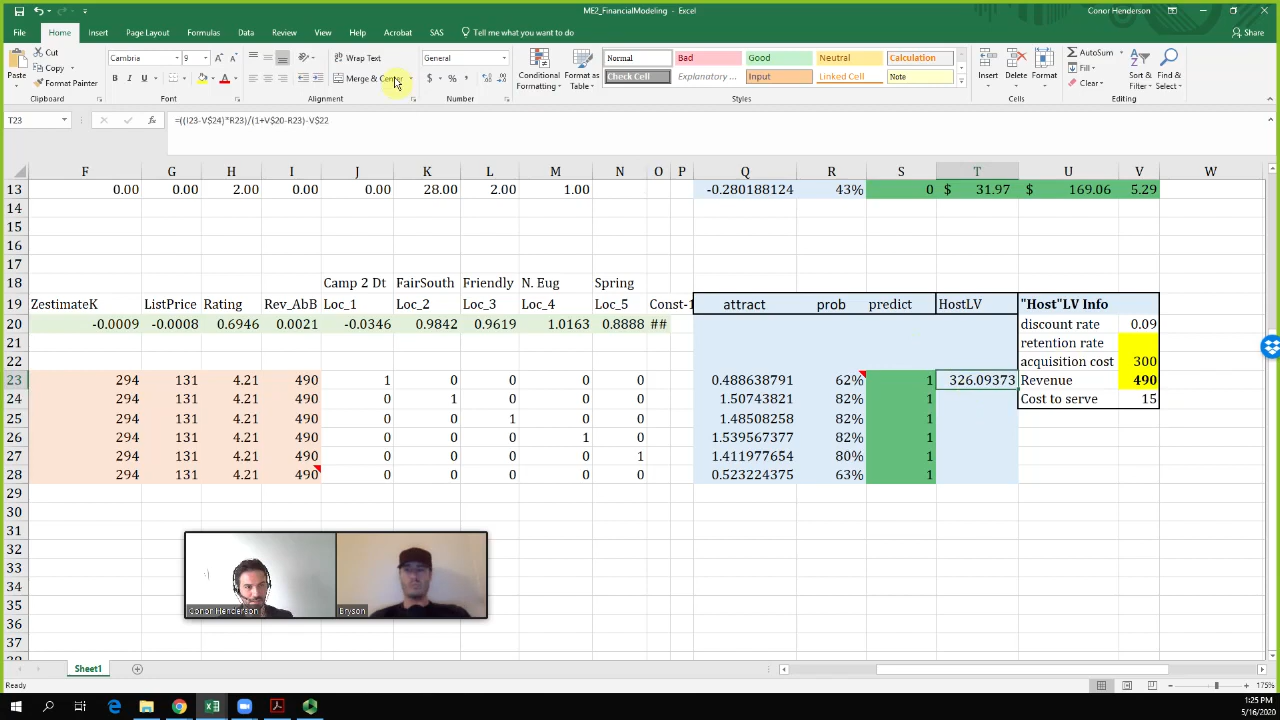 ME2_FinancialModeling - Excel
Conor Henderson
File Home Insert Page Layout Formulas Data Review View Help Acrobat SAS Tell me what you want to do Share
Paste Cut Copy Format Painter
Cambria 9 Wrap Text General
B I U A Merge & Center $ % ,
Conditional Formatting Format as Table
Normal Bad Good Neutral Calculation
Check Cell Explanatory ... Input Linked Cell Note
Insert Delete Format
AutoSum Fill Clear
Sort & Filter Find & Select
Clipboard Font Alignment Number Styles Cells Editing
T23 fx =((I23-V$24)*R23)/(1+V$20-R23)-V$22
F G H I J K L M N O P Q R S T U V W
13 0.00 0.00 2.00 0.00 0.00 28.00 2.00 1.00 -0.280188124 43% 0 $ 31.97 $ 169.06 5.29
14
15
16
17
18 Camp 2 Dt FairSouth Friendly N. Eug Spring
19 ZestimateK ListPrice Rating Rev_AbB Loc_1 Loc_2 Loc_3 Loc_4 Loc_5 Const-1 attract prob predict HostLV "Host"LV Info
20 -0.0009 -0.0008 0.6946 0.0021 -0.0346 0.9842 0.9619 1.0163 0.8888 ## discount rate 0.09
21 retention rate
22 acquisition cost 300
23 294 131 4.21 490 1 0 0 0 0 0.488638791 62% 1 326.09373 Revenue 490
24 294 131 4.21 490 0 1 0 0 0 1.50743821 82% 1 Cost to serve 15
25 294 131 4.21 490 0 0 1 0 0 1.48508258 82% 1
26 294 131 4.21 490 0 0 0 1 0 1.539567377 82% 1
27 294 131 4.21 490 0 0 0 0 1 1.411977654 80% 1
28 294 131 4.21 490 0 0 0 0 0 0.523224375 63% 1
29
30
31
32
33
34
35
36
37
Conor Henderson Bryson
Sheet1
Ready 175%
1:25 PM
5/16/2020